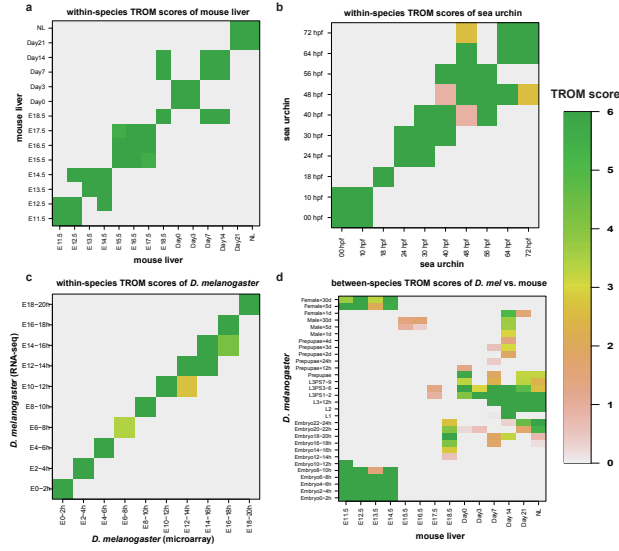 a
within-species TROM scores of mouse liver
mouse liver
NL
Day21
Day14
Day7
Day3
Day0
E18.5
E17.5
E16.5
E15.5
E14.5
E13.5
E12.5
E11.5
E11.5
E12.5
E13.5
E14.5
E15.5
E16.5
E17.5
E18.5
Day0
Day3
Day7
Day14
Day21
NL
mouse liver
b
within-species TROM scores of sea urchin
sea urchin
72 hpf
64 hpf
56 hpf
48 hpf
40 hpf
30 hpf
24 hpf
18 hpf
10 hpf
00 hpf
00 hpf
10 hpf
18 hpf
24 hpf
30 hpf
40 hpf
48 hpf
56 hpf
64 hpf
72 hpf
sea urchin
TROM score
6
5
4
3
2
1
0
c
within-species TROM scores of D. melanogaster
D. melanogaster (RNA-seq)
E18-20h
E16-18h
E14-16h
E12-14h
E10-12h
E8-10h
E6-8h
E4-6h
E2-4h
E0-2h
E0-2h
E2-4h
E4-6h
E6-8h
E8-10h
E10-12h
E12-14h
E14-16h
E16-18h
E18-20h
D. melanogaster (microarray)
d
between-species TROM scores of D. mel vs. mouse
D. melanogaster
Female+30d
Female+5d
Female+1d
Male+30d
Male+5d
Male+1d
Prepupae+4d
Prepupae+3d
Prepupae+2d
Prepupae+24h
Prepupae+12h
Prepupae
L3PS7-9
L3PS3-6
L3PS1-2
L3+12h
L2
L1
Embryo22-24h
Embryo20-22h
Embryo18-20h
Embryo16-18h
Embryo14-16h
Embryo12-14h
Embryo10-12h
Embryo8-10h
Embryo6-8h
Embryo4-6h
Embryo2-4h
Embryo0-2h
E11.5
E12.5
E13.5
E14.5
E15.5
E16.5
E17.5
E18.5
Day0
Day3
Day7
Day14
Day21
NL
mouse liver